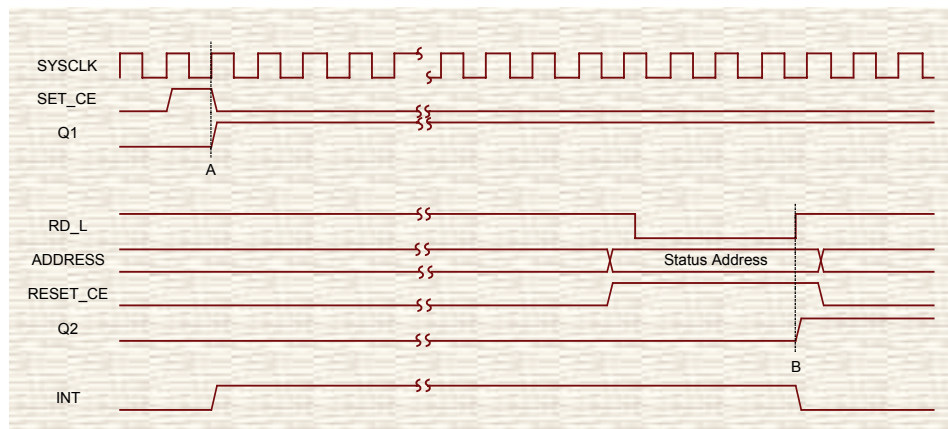 SYSCLK
SET_CE
Q1
A
RD_L
ADDRESS
Status Address
RESET_CE
Q2
B
INT